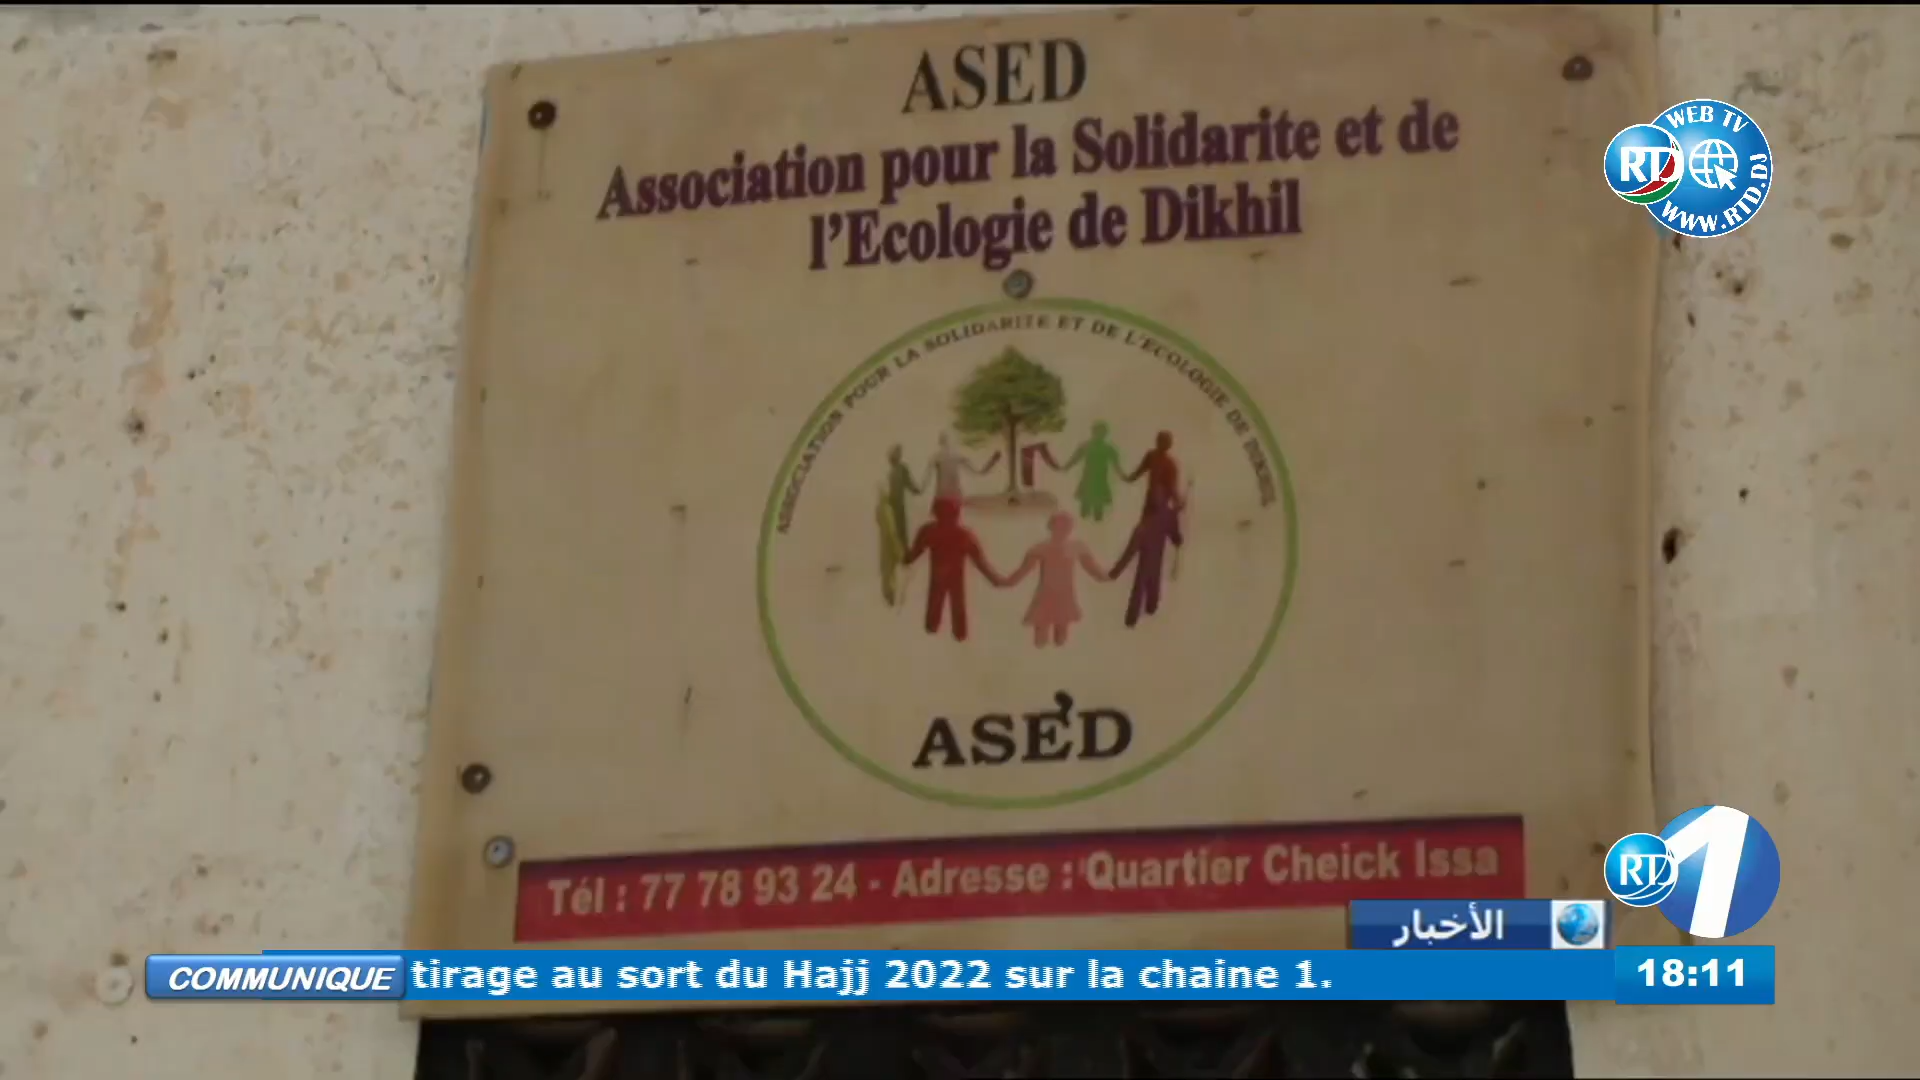 ASED
Association pour la Solidarite et de
l'Ecologie de Dikhil
ASSOCIATION POUR LA SOLIDARITE ET DE L'ECOLOGIE DE DIKHIL
ASE'D
Tél : 77 78 93 24 - Adresse : Quartier Cheick Issa
WEB TV
RTD
WWW.RTD.DJ
RTD 1
الأخبار
COMMUNIQUE tirage au sort du Hajj 2022 sur la chaine 1.
18:11